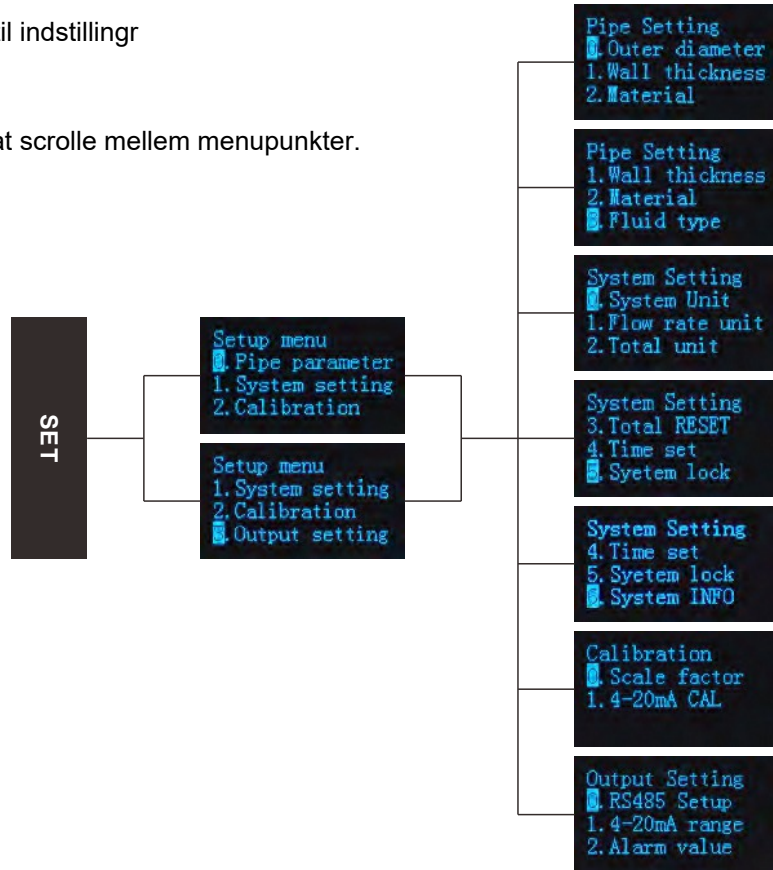 il indstillingr
at scrolle mellem menupunkter.
SET
Setup menu
0.Pipe parameter
1.System setting
2.Calibration
Setup menu
1.System setting
2.Calibration
3.Output setting
Pipe Setting
0.Outer diameter
1.Wall thickness
2.Material
Pipe Setting
1.Wall thickness
2.Material
3.Fluid type
System Setting
0.System Unit
1.Flow rate unit
2.Total unit
System Setting
3.Total RESET
4.Time set
5.Syetem lock
System Setting
4.Time set
5.Syetem lock
6.System INFO
Calibration
0.Scale factor
1.4-20mA CAL
Output Setting
0.RS485 Setup
1.4-20mA range
2.Alarm value